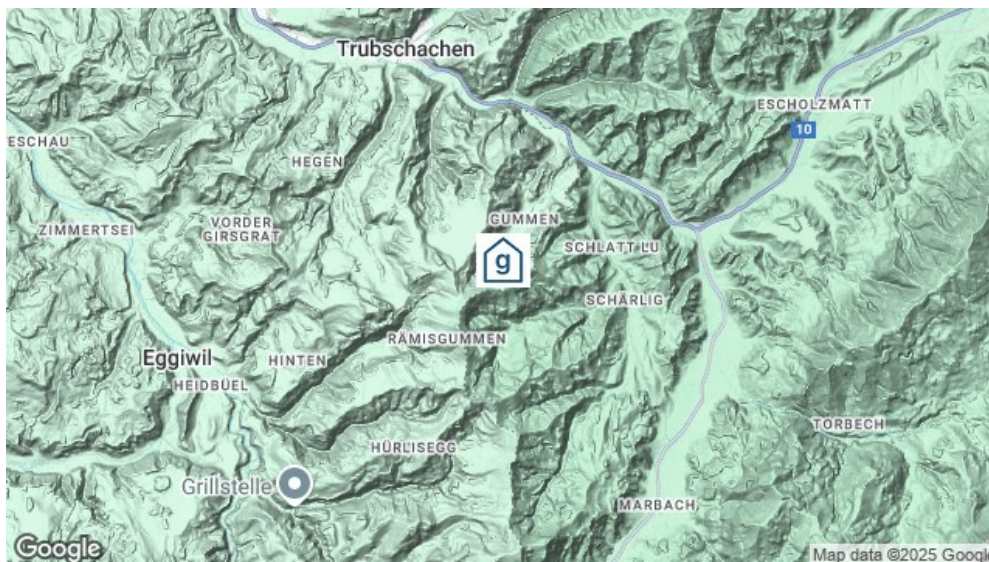 Trubschachen
ESCHOLZMATT
10
ESCHAU
HEGEN
ZIMMERTSEI
VORDER
GIRSGRAT
GUMMEN
SCHLATT LU
g
SCHÄRLIG
RÄMISGUMMEN
Eggiwil
HINTEN
HEIDBÜEL
TORBECH
HÜRLISEGG
Grillstelle
MARBACH
Google
Map data ©2025 Google